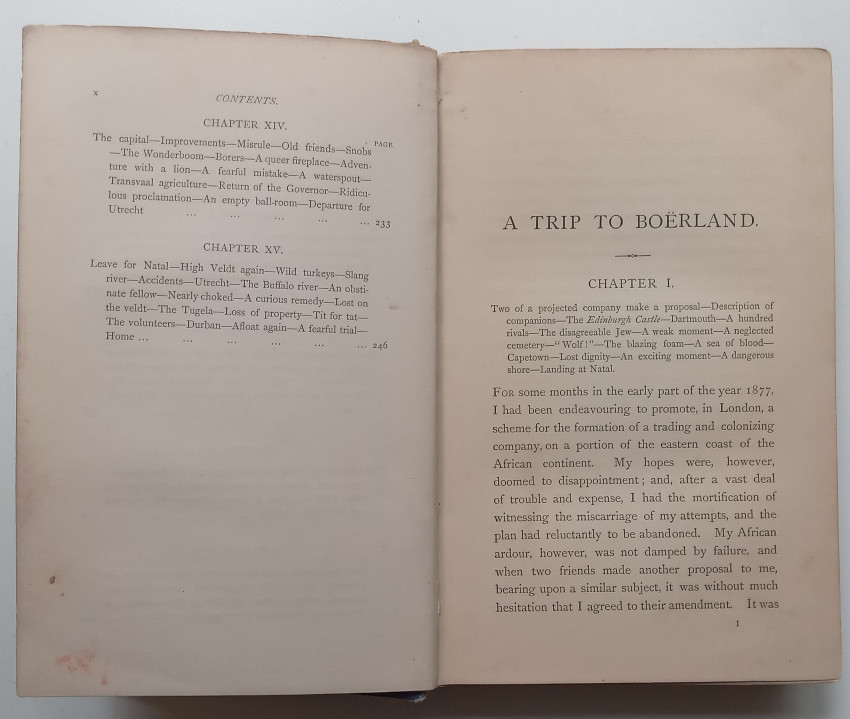 x
CONTENTS.
CHAPTER XIV.
PAGE
The capital—Improvements—Misrule—Old friends—Snobs
—The Wonderboom—Borers—A queer fireplace—Adven-
ture with a lion—A fearful mistake—A waterspout—
Transvaal agriculture—Return of the Governor—Ridicu-
lous proclamation—An empty ball-room—Departure for
Utrecht ... ... ... ... ... 233
CHAPTER XV.
Leave for Natal—High Veldt again—Wild turkeys—Slang
river—Accidents—Utrecht—The Buffalo river—An obsti-
nate fellow—Nearly choked—A curious remedy—Lost on
the veldt—The Tugela—Loss of property—Tit for tat—
The volunteers—Durban—Afloat again—A fearful trial—
Home ... ... ... ... ... ... 246
A TRIP TO BOËRLAND.
CHAPTER I.
Two of a projected company make a proposal—Description of
companions—The Edinburgh Castle—Dartmouth—A hundred
rivals—The disagreeable Jew—A weak moment—A neglected
cemetery—"Wolf!"—The blazing foam—A sea of blood—
Capetown—Lost dignity—An exciting moment—A dangerous
shore—Landing at Natal.
FOR some months in the early part of the year 1877,
I had been endeavouring to promote, in London, a
scheme for the formation of a trading and colonizing
company, on a portion of the eastern coast of the
African continent. My hopes were, however,
doomed to disappointment; and, after a vast deal
of trouble and expense, I had the mortification of
witnessing the miscarriage of my attempts, and the
plan had reluctantly to be abandoned. My African
ardour, however, was not damped by failure, and
when two friends made another proposal to me,
bearing upon a similar subject, it was without much
hesitation that I agreed to their amendment. It was
1